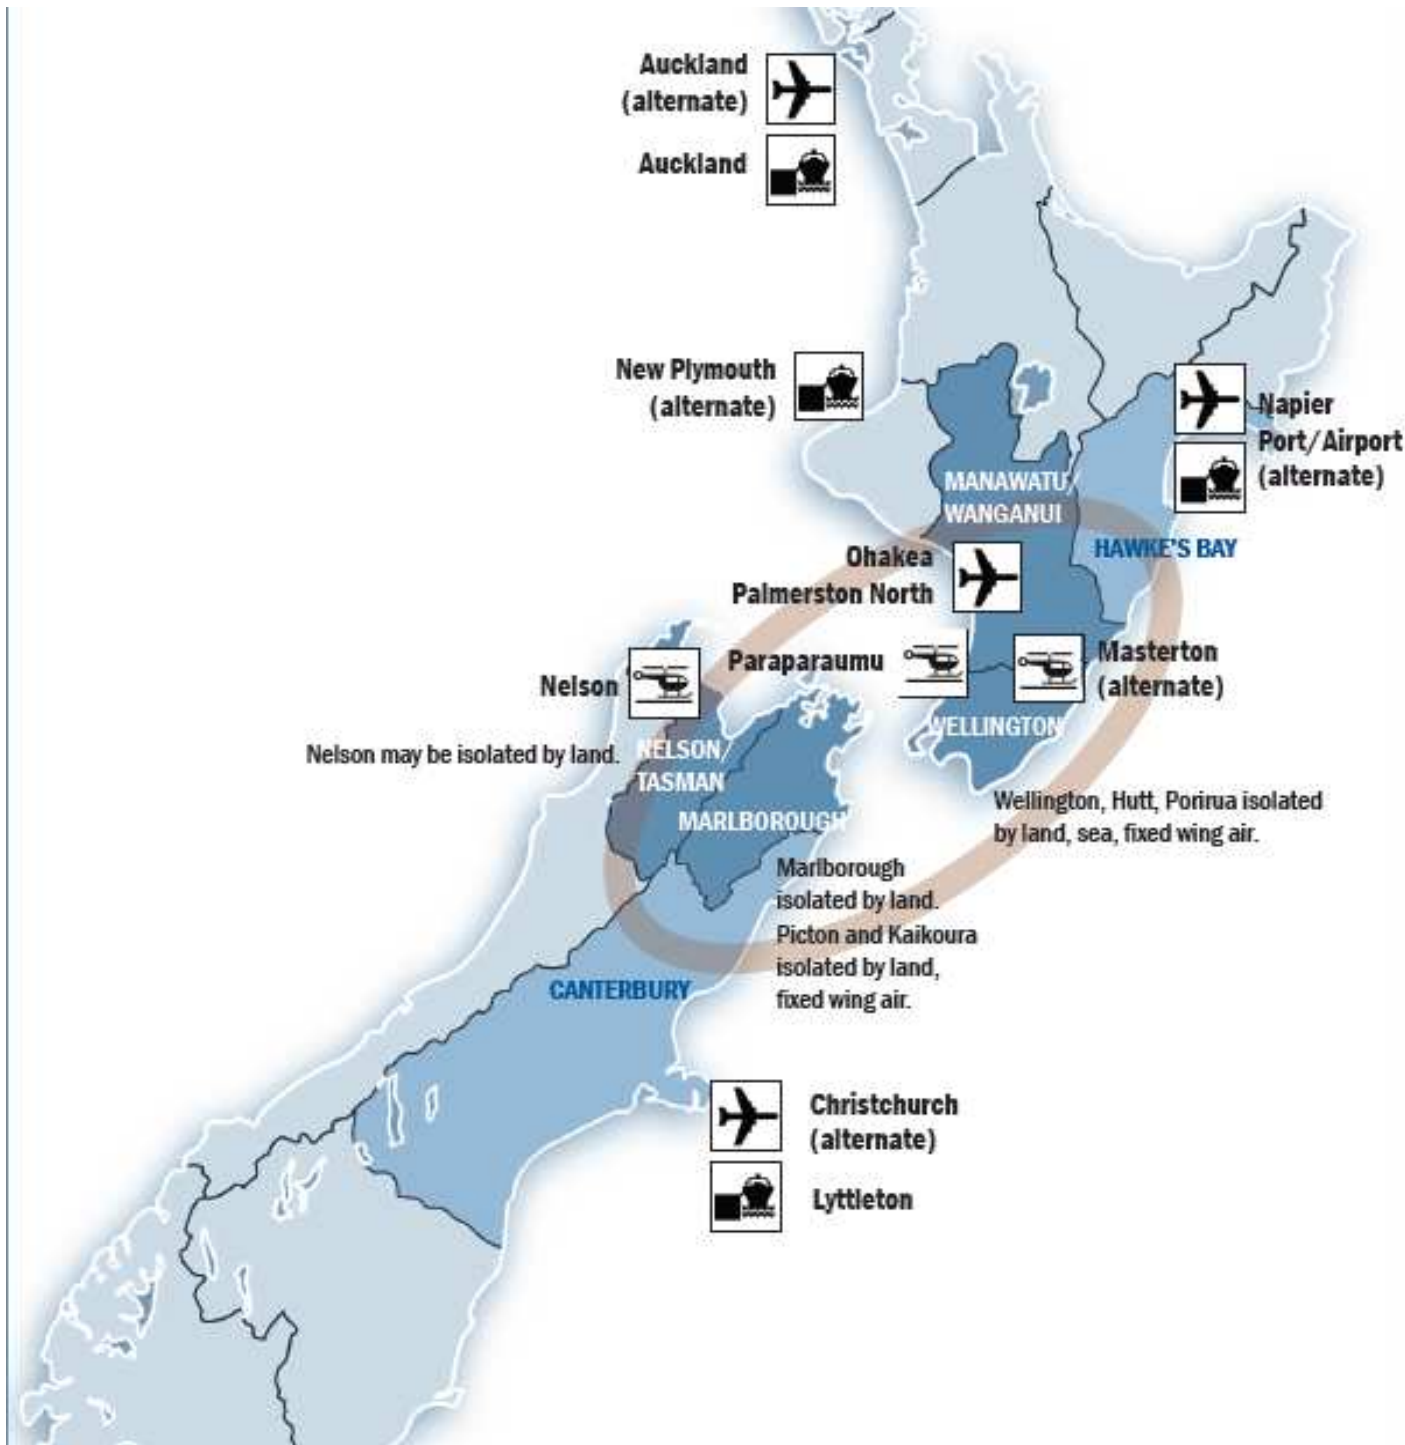 Auckland
(alternate)
Auckland
New Plymouth
(alternate)
Napier
Port/Airport
(alternate)
MANAWATU/
WANGANUI
HAWKE'S BAY
Ohakea
Palmerston North
Paraparaumu
Masterton
(alternate)
Nelson
WELLINGTON
Nelson may be isolated by land.
NELSON/
TASMAN
MARLBOROUGH
Wellington, Hutt, Porirua isolated
by land, sea, fixed wing air.
Marlborough
isolated by land.
Picton and Kaikoura
isolated by land,
fixed wing air.
CANTERBURY
Christchurch
(alternate)
Lyttleton